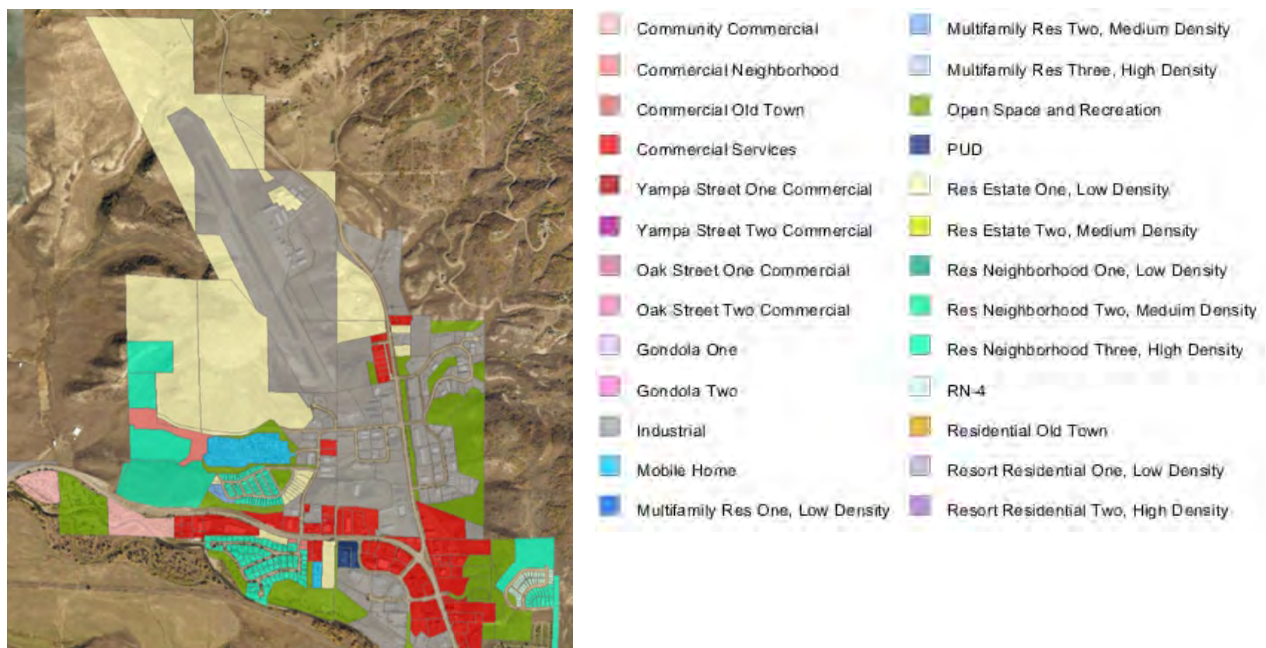 Community Commercial
Commercial Neighborhood
Commercial Old Town
Commercial Services
Yampa Street One Commercial
Yampa Street Two Commercial
Oak Street One Commercial
Oak Street Two Commercial
Gondola One
Gondola Two
Industrial
Mobile Home
Multifamily Res One, Low Density
Multifamily Res Two, Medium Density
Multifamily Res Three, High Density
Open Space and Recreation
PUD
Res Estate One, Low Density
Res Estate Two, Medium Density
Res Neighborhood One, Low Density
Res Neighborhood Two, Meduim Density
Res Neighborhood Three, High Density
RN-4
Residential Old Town
Resort Residential One, Low Density
Resort Residential Two, High Density